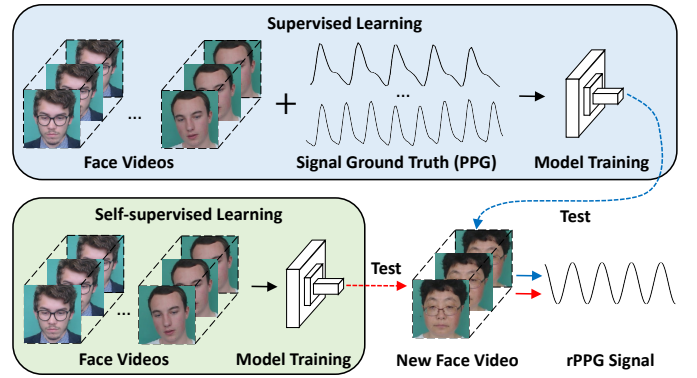 Supervised Learning
...
...
Face Videos
Signal Ground Truth (PPG)
Model Training
Self-supervised Learning
Test
Test
...
Face Videos
Model Training
New Face Video
rPPG Signal